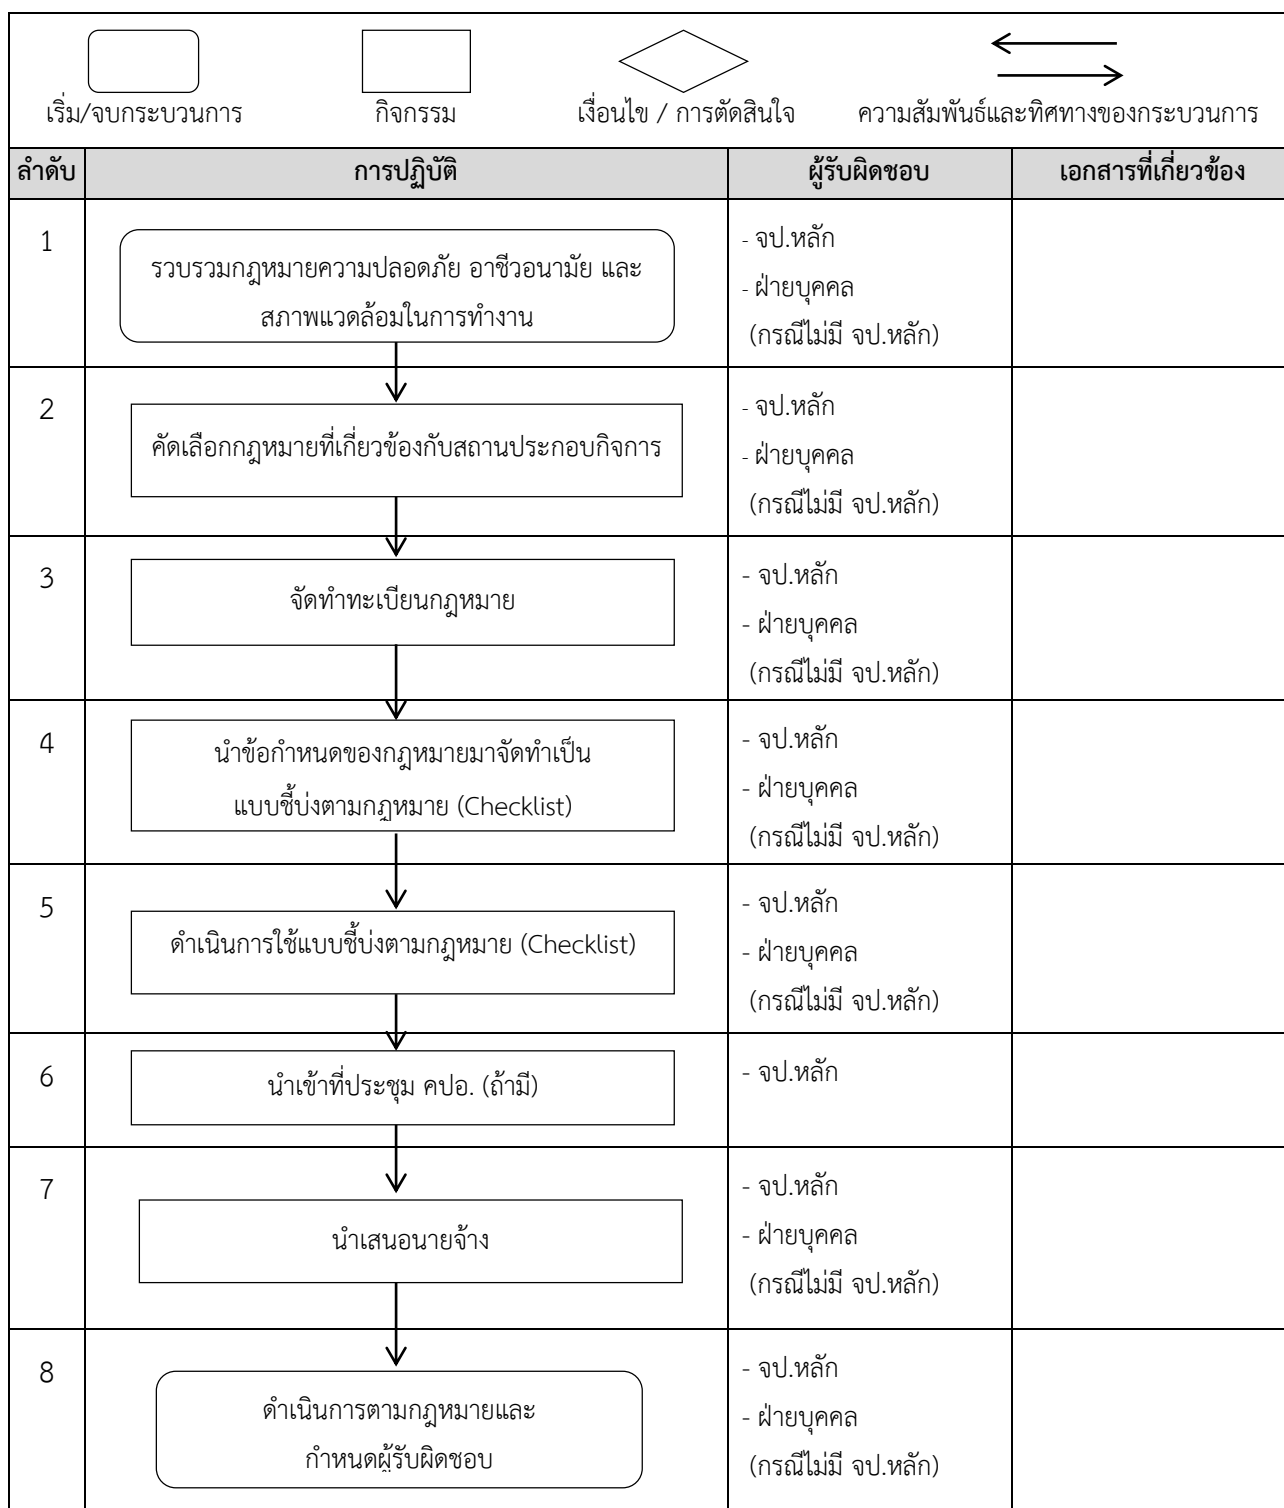 เริ่ม/จบกระบวนการ กิจกรรม เงื่อนไข / การตัดสินใจ ความสัมพันธ์และทิศทางของกระบวนการ
ลำดับ การปฏิบัติ ผู้รับผิดชอบ เอกสารที่เกี่ยวข้อง
1
รวบรวมกฎหมายความปลอดภัย อาชีวอนามัย และ
สภาพแวดล้อมในการทำงาน
- จป.หลัก
- ฝ่ายบุคคล
(กรณีไม่มี จป.หลัก)
2
คัดเลือกกฎหมายที่เกี่ยวข้องกับสถานประกอบกิจการ
- จป.หลัก
- ฝ่ายบุคคล
(กรณีไม่มี จป.หลัก)
3
จัดทำทะเบียนกฎหมาย
- จป.หลัก
- ฝ่ายบุคคล
(กรณีไม่มี จป.หลัก)
4
นำข้อกำหนดของกฎหมายมาจัดทำเป็น
แบบชี้บ่งตามกฎหมาย (Checklist)
- จป.หลัก
- ฝ่ายบุคคล
(กรณีไม่มี จป.หลัก)
5
ดำเนินการใช้แบบชี้บ่งตามกฎหมาย (Checklist)
- จป.หลัก
- ฝ่ายบุคคล
(กรณีไม่มี จป.หลัก)
6
นำเข้าที่ประชุม คปอ. (ถ้ามี)
- จป.หลัก
7
นำเสนอนายจ้าง
- จป.หลัก
- ฝ่ายบุคคล
(กรณีไม่มี จป.หลัก)
8
ดำเนินการตามกฎหมายและ
กำหนดผู้รับผิดชอบ
- จป.หลัก
- ฝ่ายบุคคล
(กรณีไม่มี จป.หลัก)